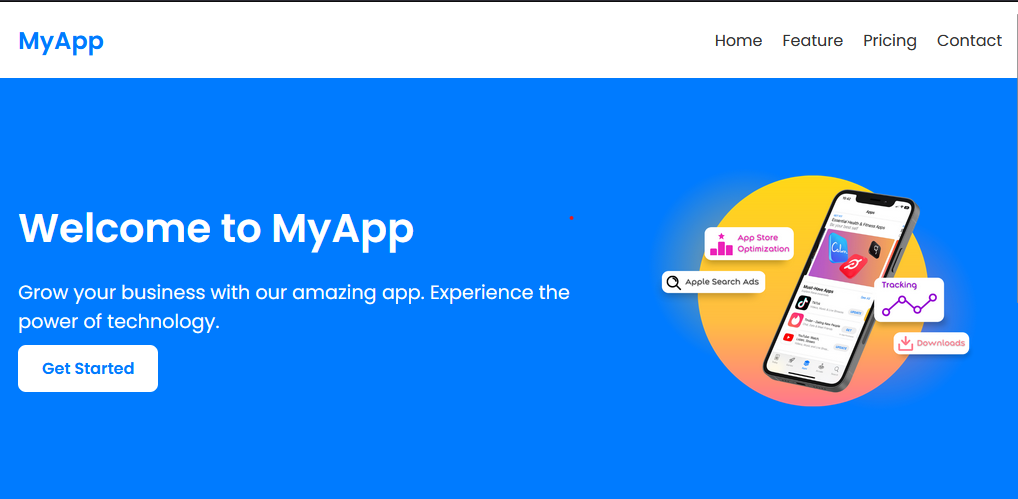 MyApp
Home Feature Pricing Contact
Welcome to MyApp
Grow your business with our amazing app. Experience the
power of technology.
Get Started
App Store
Optimization
Apple Search Ads
Apps
Essential Health & Fitness Apps
Calm
Must-Have Apps
TikTok
Tracking
Downloads